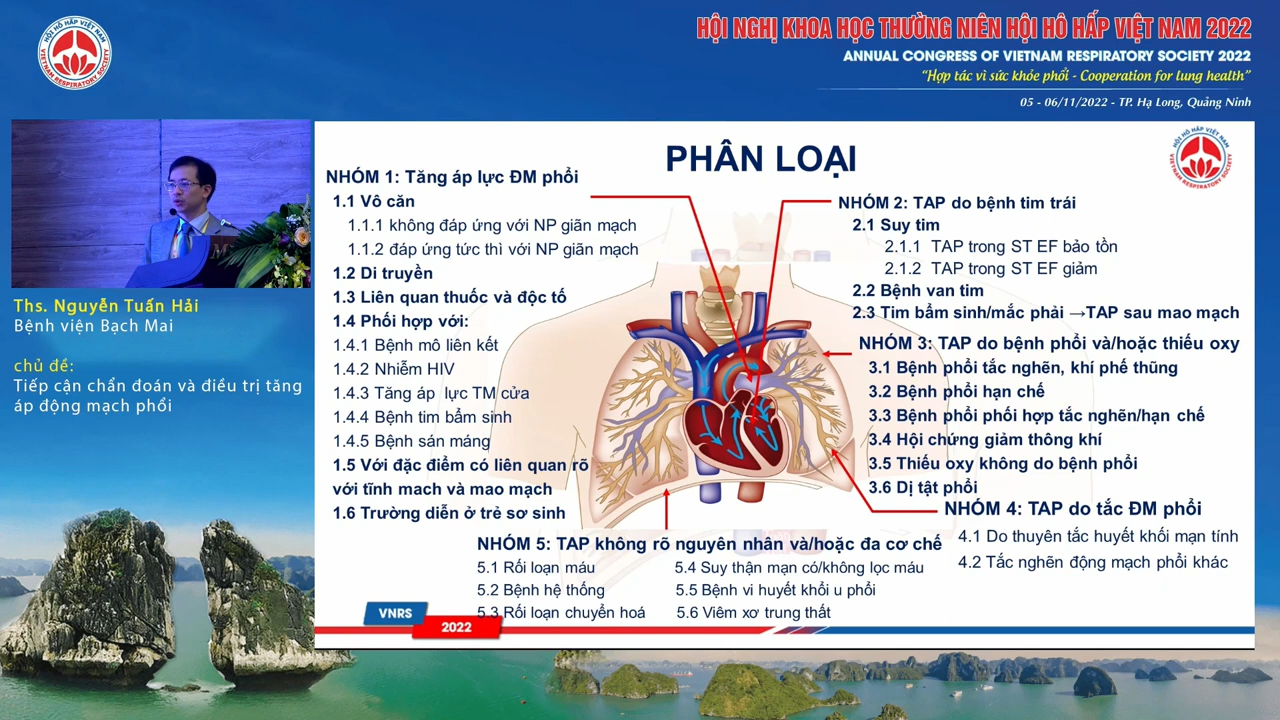 HỘI HÔ HẤP VIỆT NAM
VIETNAM RESPIRATORY SOCIETY
HỘI NGHỊ KHOA HỌC THƯỜNG NIÊN HỘI HÔ HẤP VIỆT NAM 2022
ANNUAL CONGRESS OF VIETNAM RESPIRATORY SOCIETY 2022
“Hợp tác vì sức khỏe phổi - Cooperation for lung health”
05 - 06/11/2022 - TP. Hạ Long, Quảng Ninh
Ths. Nguyễn Tuấn Hải
Bệnh viện Bạch Mai
chủ đề:
Tiếp cận chẩn đoán và điều trị tăng
áp động mạch phổi
PHÂN LOẠI
HỘI HÔ HẤP VIỆT NAM
VIETNAM RESPIRATORY SOCIETY
NHÓM 1: Tăng áp lực ĐM phổi
1.1 Vô căn
1.1.1 không đáp ứng với NP giãn mạch
1.1.2 đáp ứng tức thì với NP giãn mạch
1.2 Di truyền
1.3 Liên quan thuốc và độc tố
1.4 Phối hợp với:
1.4.1 Bệnh mô liên kết
1.4.2 Nhiễm HIV
1.4.3 Tăng áp lực TM cửa
1.4.4 Bệnh tim bẩm sinh
1.4.5 Bệnh sán máng
1.5 Với đặc điểm có liên quan rõ
với tĩnh mach và mao mạch
1.6 Trường diễn ở trẻ sơ sinh
NHÓM 2: TAP do bệnh tim trái
2.1 Suy tim
2.1.1 TAP trong ST EF bảo tồn
2.1.2 TAP trong ST EF giảm
2.2 Bệnh van tim
2.3 Tim bẩm sinh/mắc phải →TAP sau mao mạch
NHÓM 3: TAP do bệnh phổi và/hoặc thiếu oxy
3.1 Bệnh phổi tắc nghẽn, khí phế thũng
3.2 Bệnh phổi hạn chế
3.3 Bệnh phổi phối hợp tắc nghẽn/hạn chế
3.4 Hội chứng giảm thông khí
3.5 Thiếu oxy không do bệnh phổi
3.6 Dị tật phổi
NHÓM 4: TAP do tắc ĐM phổi
4.1 Do thuyên tắc huyết khối mạn tính
4.2 Tắc nghẽn động mạch phổi khác
NHÓM 5: TAP không rõ nguyên nhân và/hoặc đa cơ chế
5.1 Rối loạn máu
5.2 Bệnh hệ thống
5.3 Rối loạn chuyển hoá
5.4 Suy thận mạn có/không lọc máu
5.5 Bệnh vi huyết khối u phổi
5.6 Viêm xơ trung thất
VNRS
2022